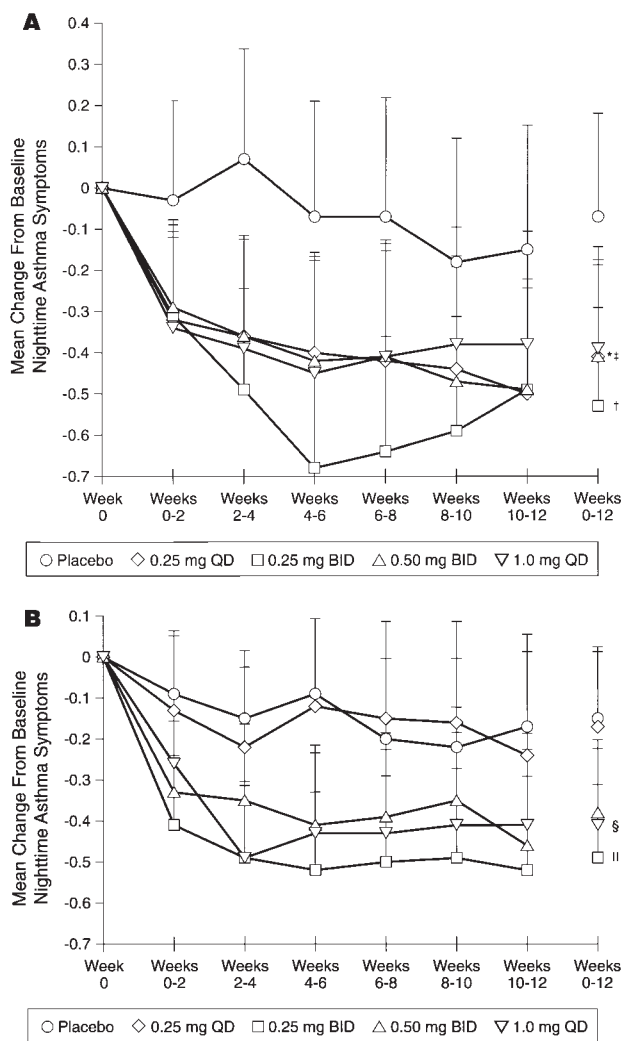 A
Mean Change From Baseline
Nighttime Asthma Symptoms
0.4
0.3
0.2
0.1
0
-0.1
-0.2
-0.3
-0.4
-0.5
-0.6
-0.7
*‡
†
Week Weeks Weeks Weeks Weeks Weeks Weeks Weeks
0 0-2 2-4 4-6 6-8 8-10 10-12 0-12
Placebo 0.25 mg QD 0.25 mg BID 0.50 mg BID 1.0 mg QD
B
Mean Change From Baseline
Nighttime Asthma Symptoms
0.1
0
-0.1
-0.2
-0.3
-0.4
-0.5
-0.6
-0.7
§
II
Week Weeks Weeks Weeks Weeks Weeks Weeks Weeks
0 0-2 2-4 4-6 6-8 8-10 10-12 0-12
Placebo 0.25 mg QD 0.25 mg BID 0.50 mg BID 1.0 mg QD